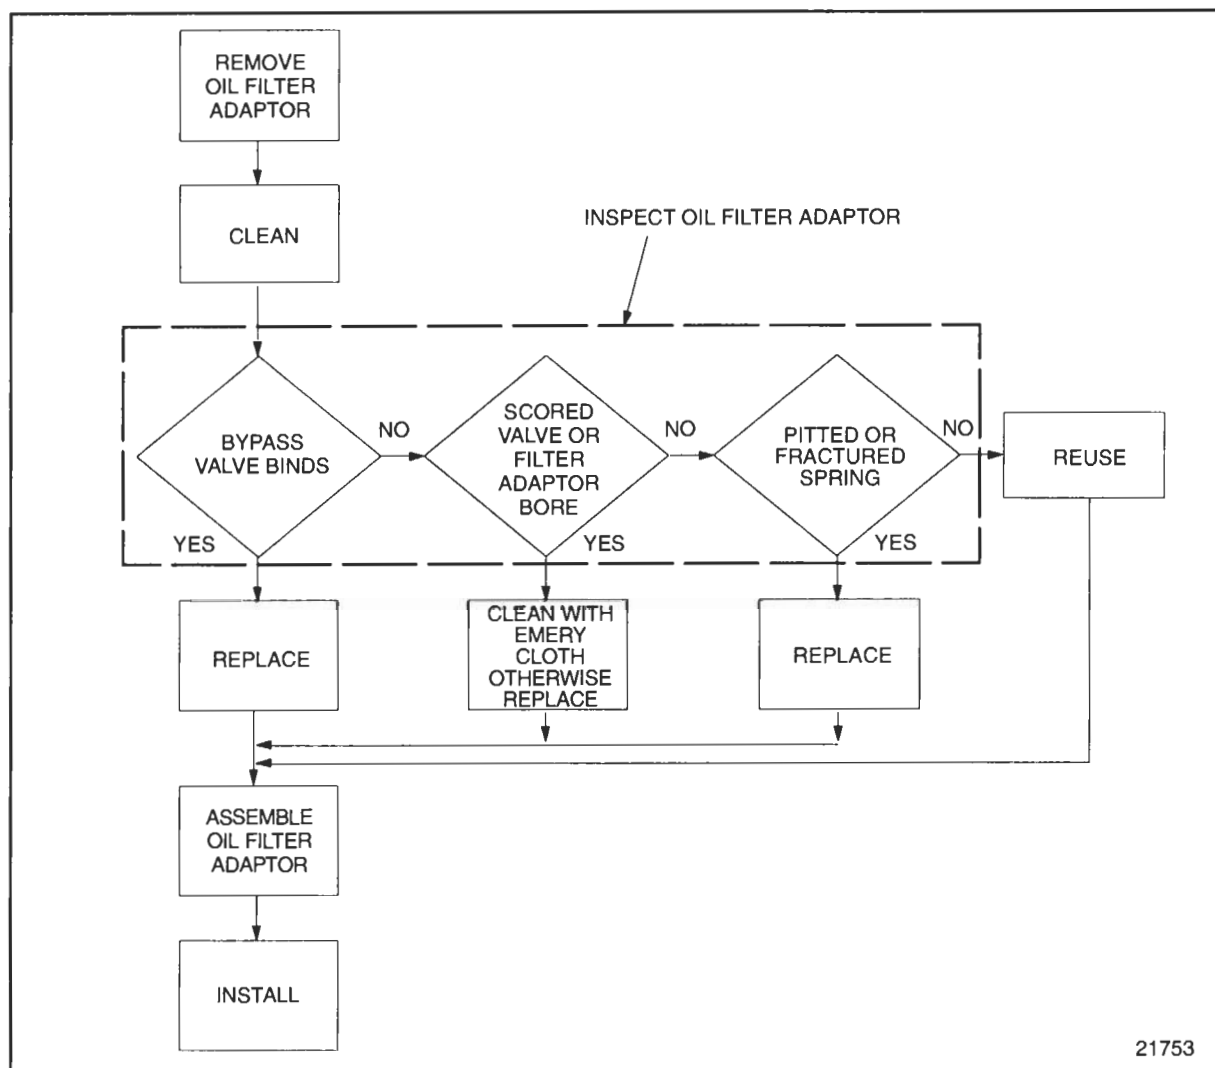 REMOVE
OIL FILTER
ADAPTOR
CLEAN
INSPECT OIL FILTER ADAPTOR
BYPASS
VALVE BINDS
NO
YES
SCORED
VALVE OR
FILTER
ADAPTOR
BORE
NO
YES
PITTED OR
FRACTURED
SPRING
NO
YES
REUSE
REPLACE
CLEAN WITH
EMERY
CLOTH
OTHERWISE
REPLACE
REPLACE
ASSEMBLE
OIL FILTER
ADAPTOR
INSTALL
21753